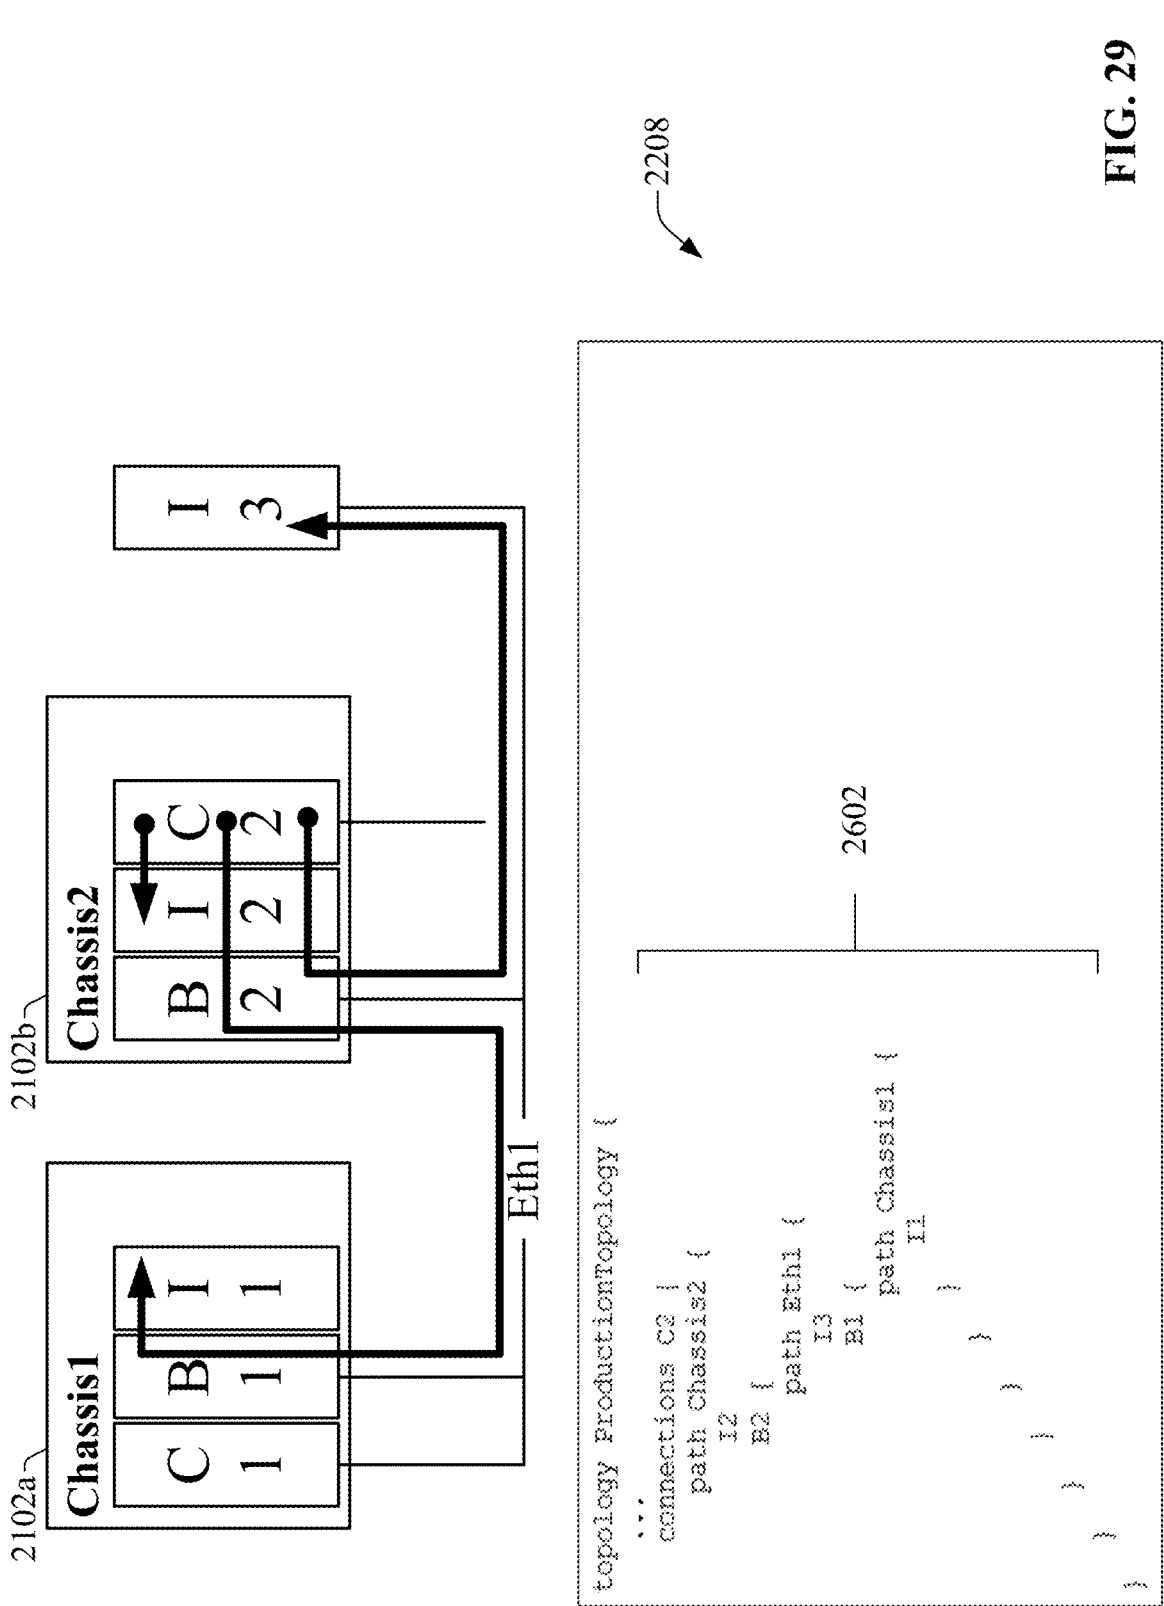 2102a
2102b
Chassis1
Chassis2
C
1
B
1
I
1
B
2
I
2
C
2
I
3
Eth1
topology ProductionTopology {
...
connections C2 [
path Chassis2 {
I2
B2 {
path Eth1 {
I3
B1 {
path Chassis1 {
I1
}
}
}
}
}
}
}
2602
2208
FIG. 29